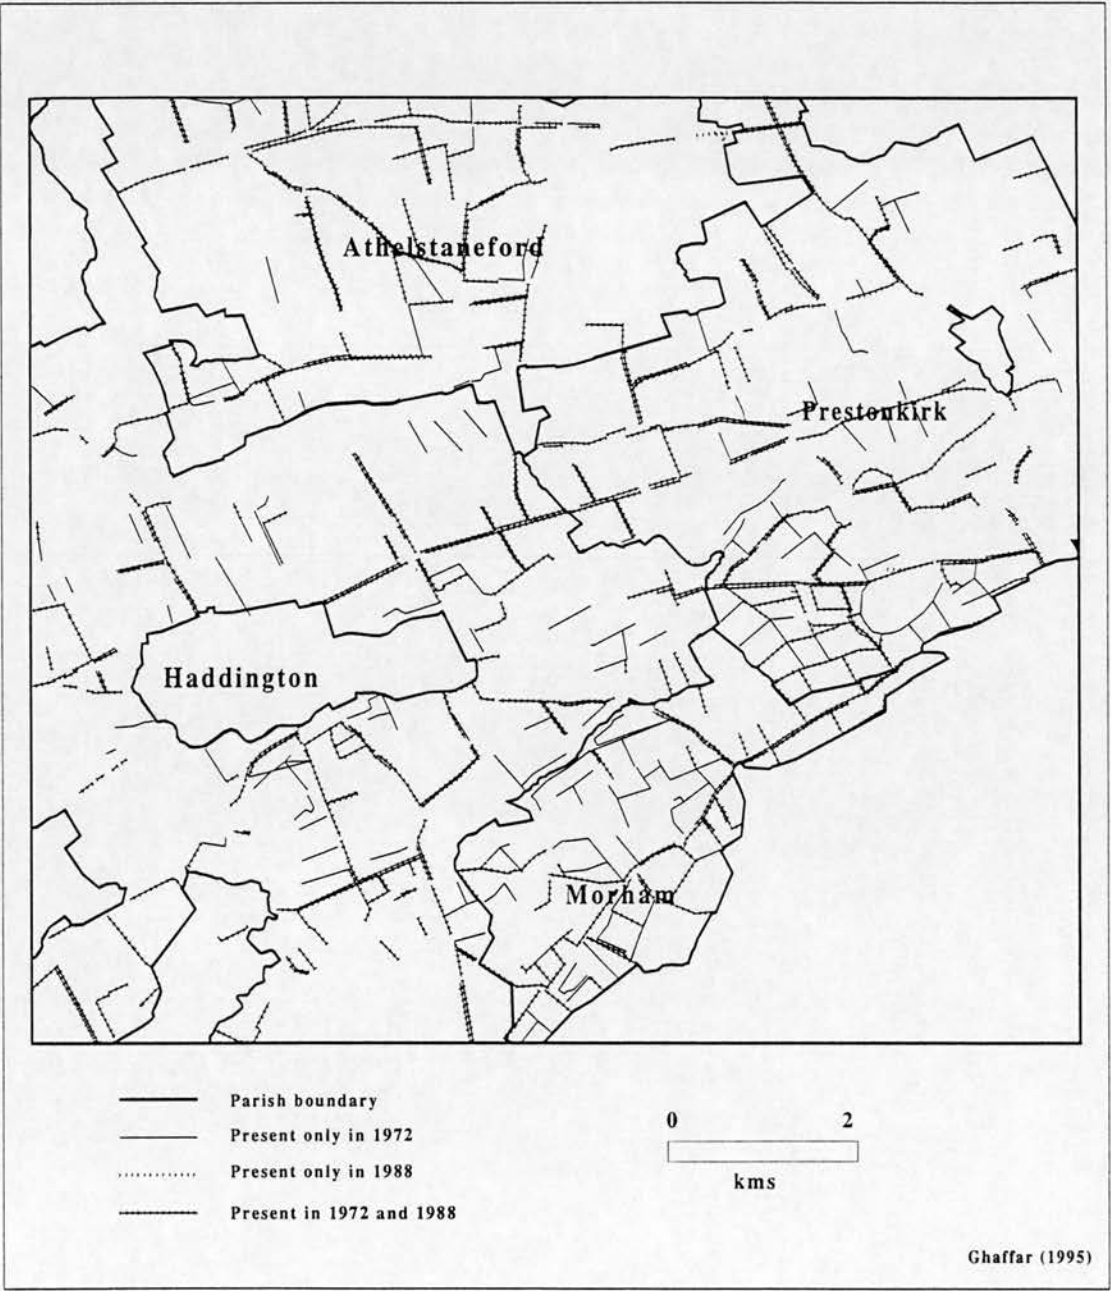 Athelstaneford
Prestonkirk
Haddington
Morham
Parish boundary
Present only in 1972
Present only in 1988
Present in 1972 and 1988
0 2
kms
Ghaffar (1995)